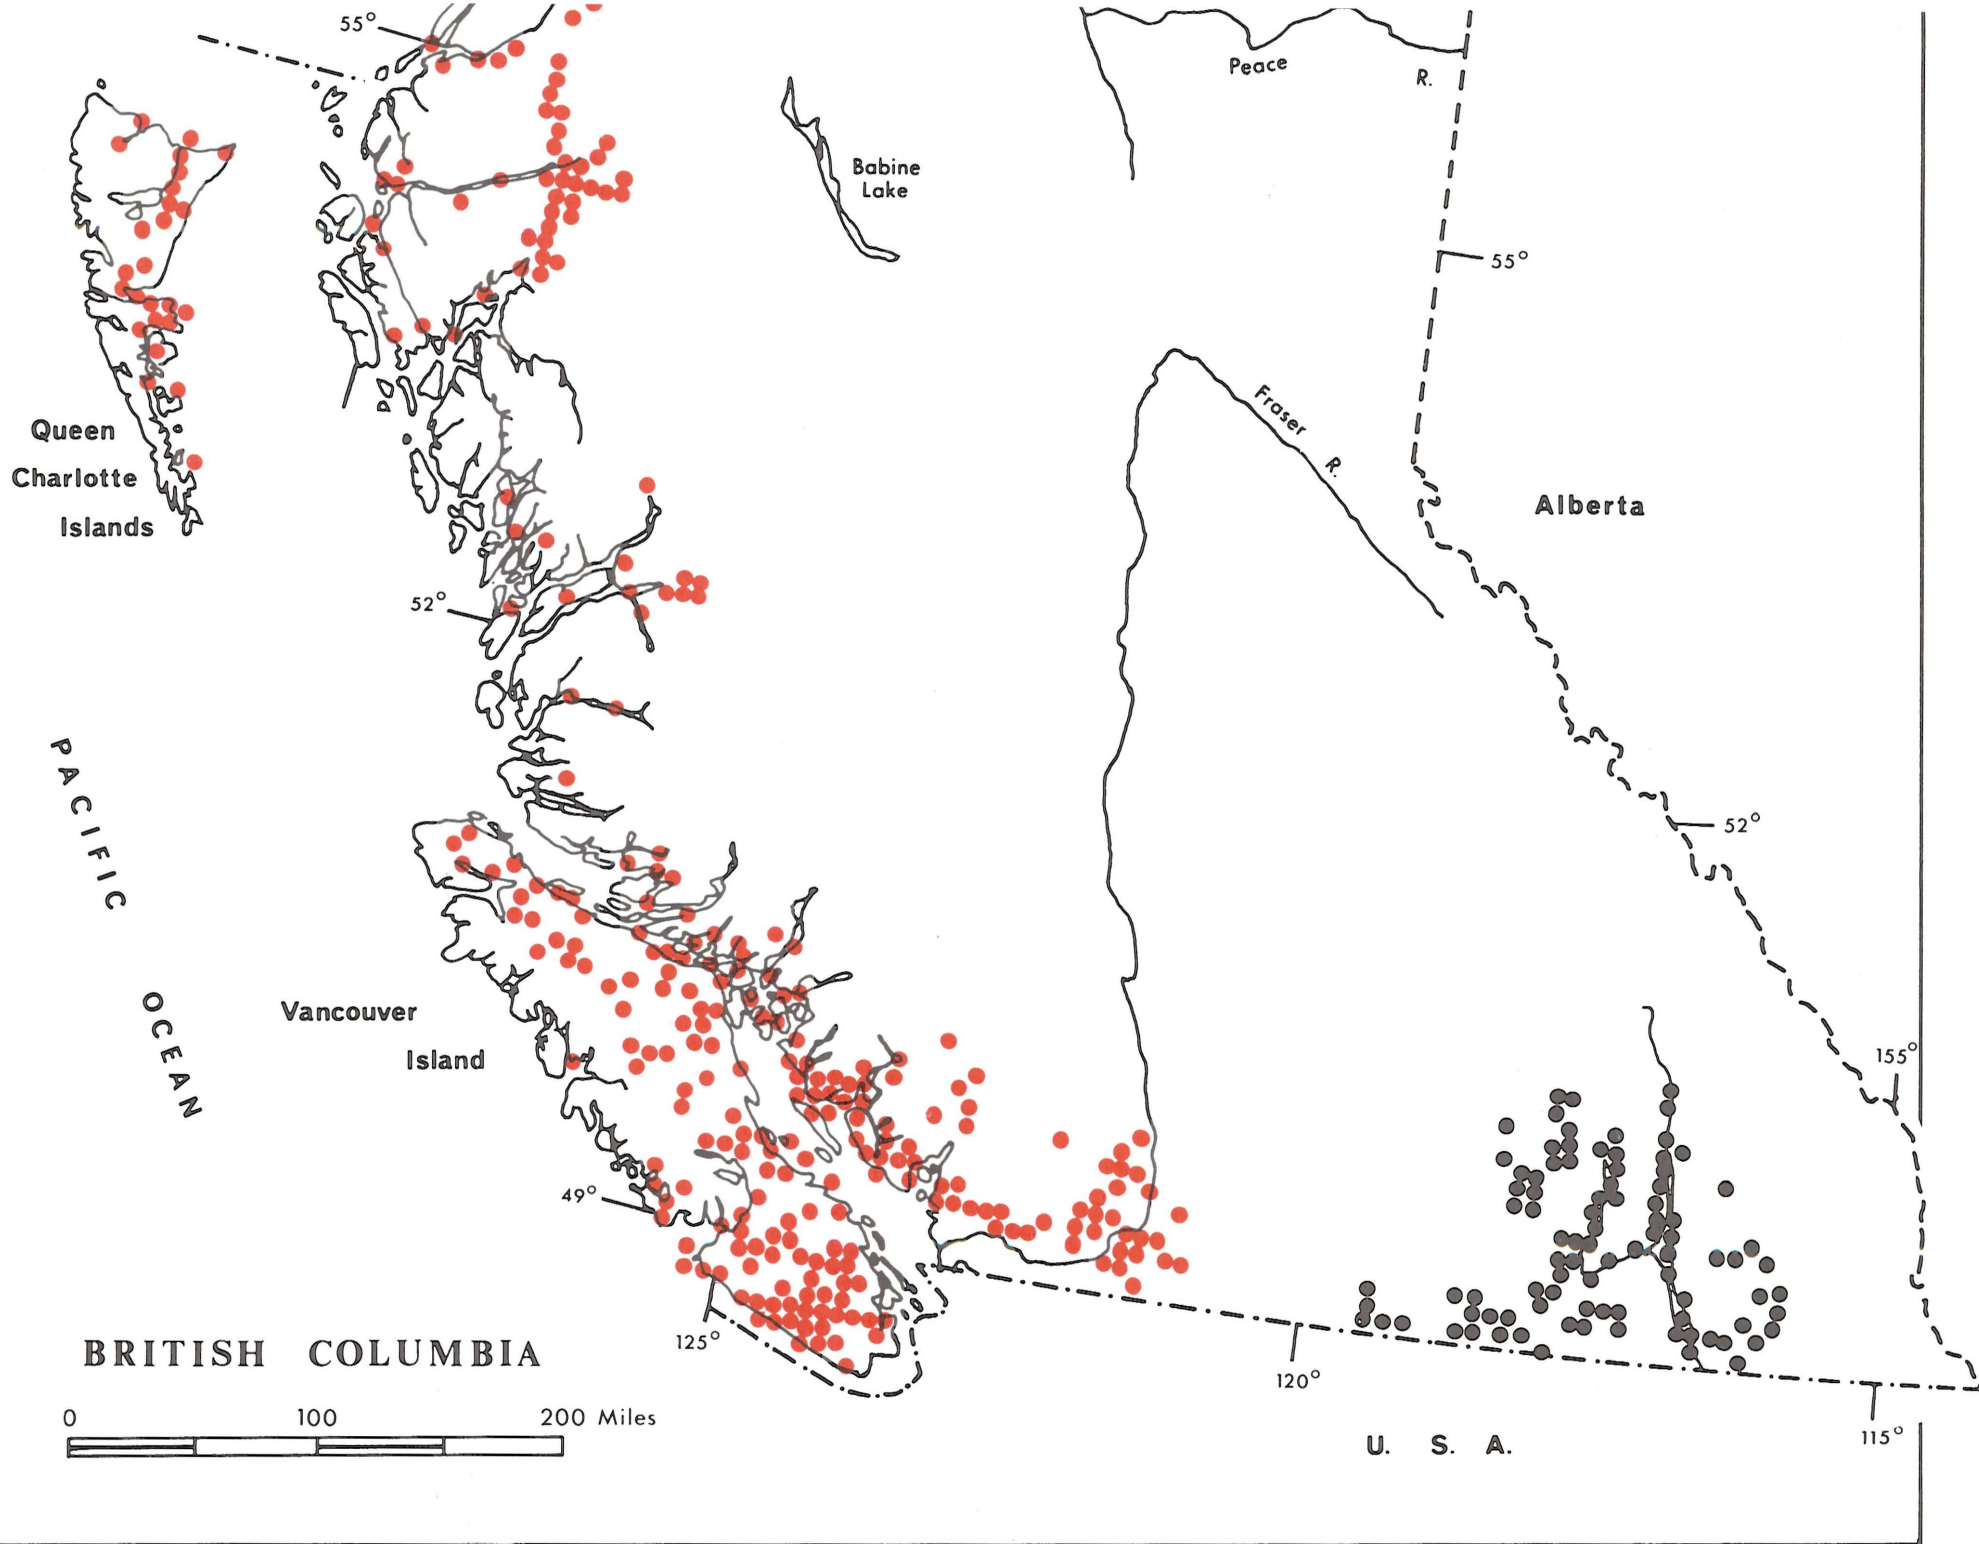 55°
Peace
R.
Babine
Lake
55°
Fraser
R.
Queen
Charlotte
Islands
Alberta
52°
PACIFIC
52°
OCEAN
Vancouver
Island
155°
49°
125°
BRITISH COLUMBIA
120°
0 100 200 Miles
U. S. A.
115°